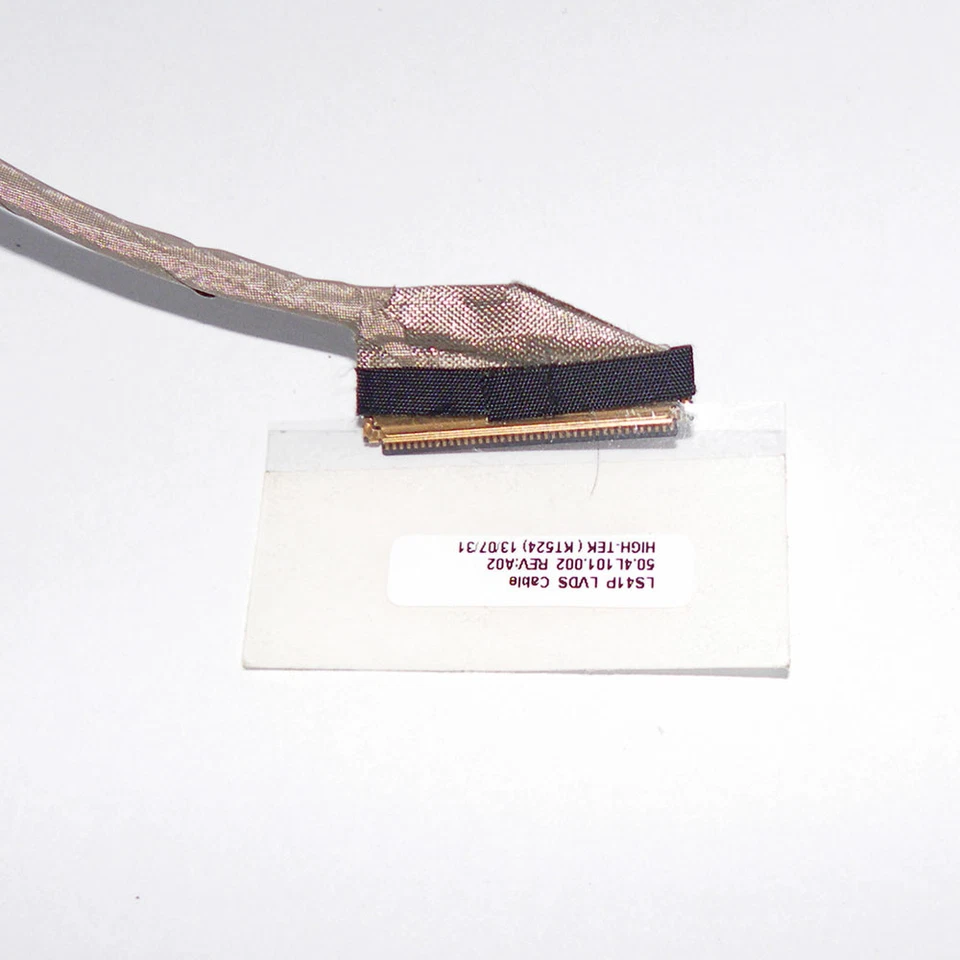 LS41P LVDS Cable
50.4L101.002 REV:A02
HIGH-TEK ( KT524) 13/07/31